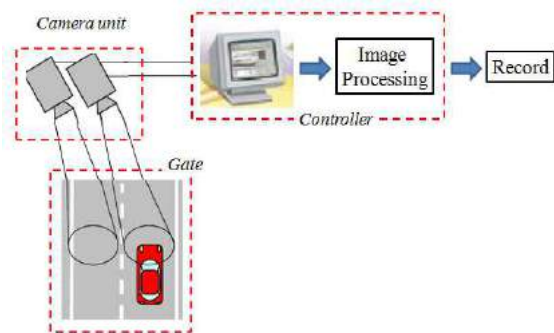 Camera unit
Image
Processing
Record
Controller
Gate